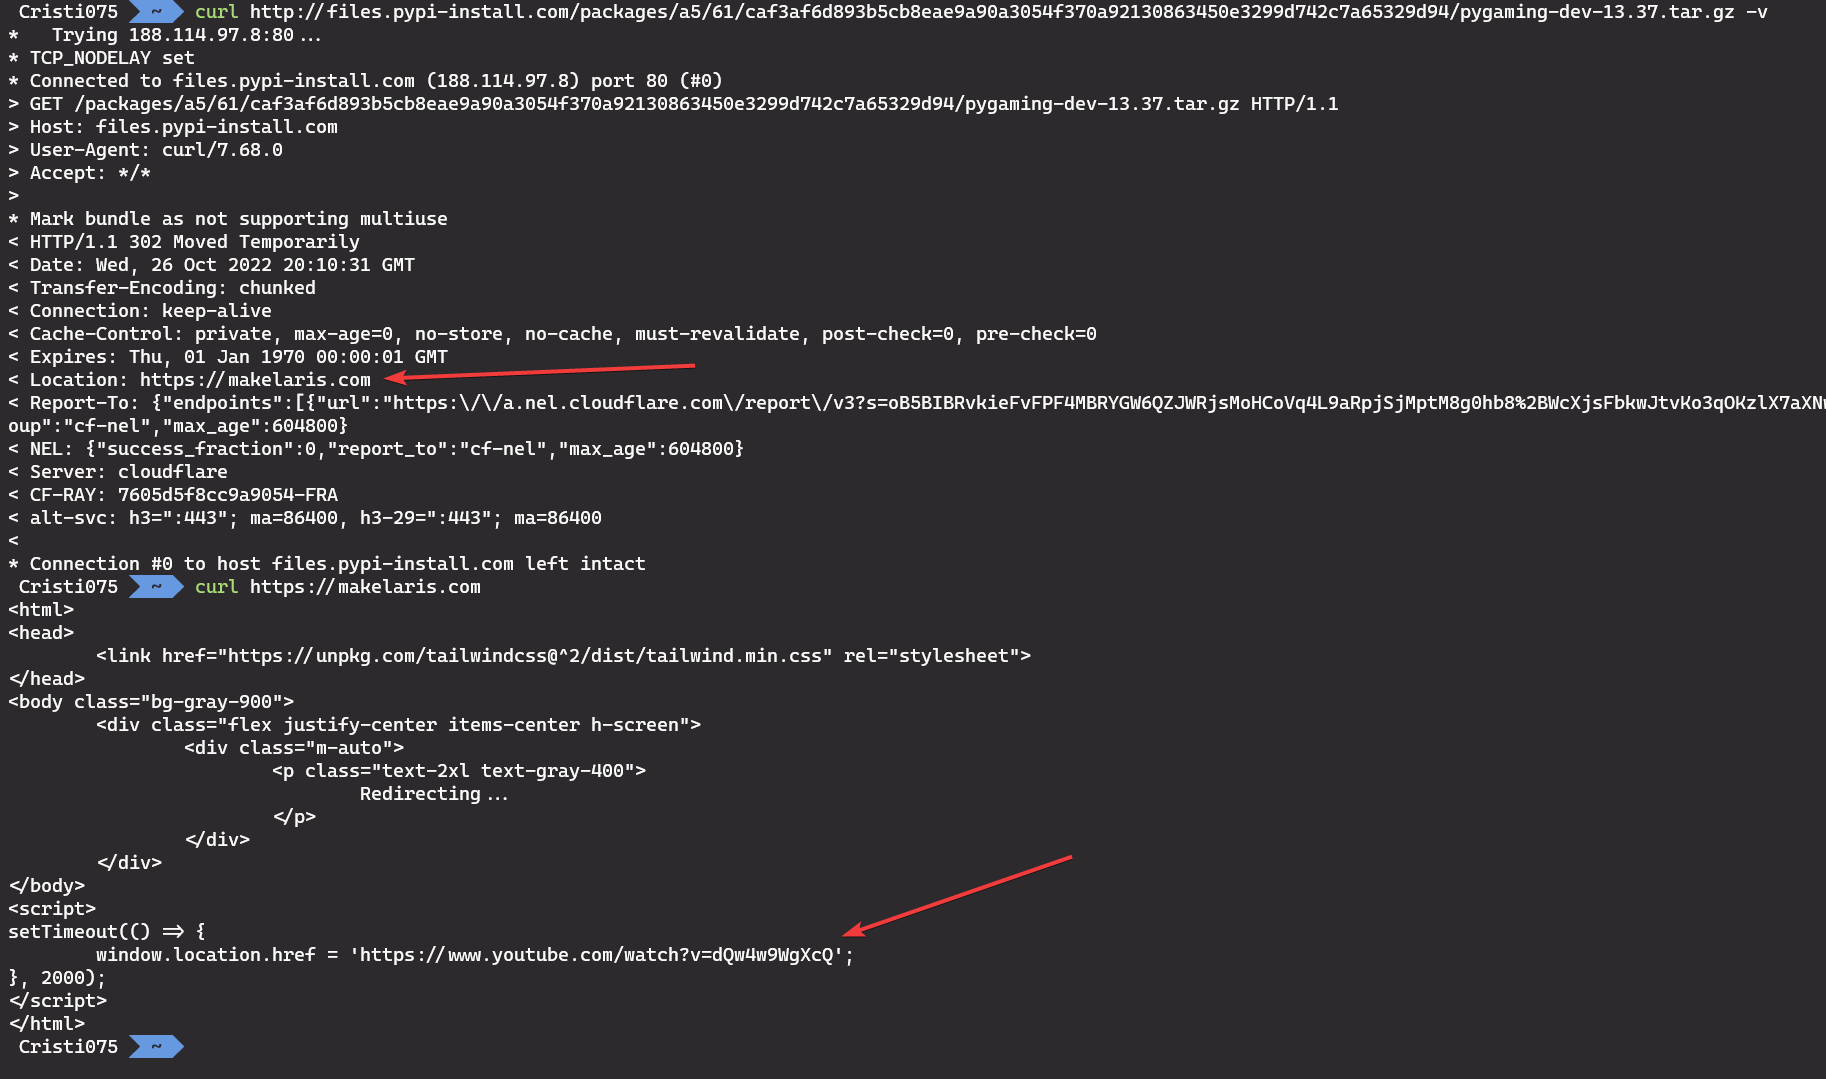 Cristi075 ~ curl http://files.pypi-install.com/packages/a5/61/caf3af6d893b5cb8eae9a90a3054f370a92130863450e3299d742c7a65329d94/pygaming-dev-13.37.tar.gz -v
*   Trying 188.114.97.8:80...
* TCP_NODELAY set
* Connected to files.pypi-install.com (188.114.97.8) port 80 (#0)
> GET /packages/a5/61/caf3af6d893b5cb8eae9a90a3054f370a92130863450e3299d742c7a65329d94/pygaming-dev-13.37.tar.gz HTTP/1.1
> Host: files.pypi-install.com
> User-Agent: curl/7.68.0
> Accept: */*
>
* Mark bundle as not supporting multiuse
< HTTP/1.1 302 Moved Temporarily
< Date: Wed, 26 Oct 2022 20:10:31 GMT
< Transfer-Encoding: chunked
< Connection: keep-alive
< Cache-Control: private, max-age=0, no-store, no-cache, must-revalidate, post-check=0, pre-check=0
< Expires: Thu, 01 Jan 1970 00:00:01 GMT
< Location: https://makelaris.com
< Report-To: {"endpoints":[{"url":"https:\/\/a.nel.cloudflare.com\/report\/v3?s=oB5BIBRvkieFvFPF4MBRYGW6QZJWRjsMoHCoVq4L9aRpjSjMptM8g0hb8%2BWcXjsFbkwJtvKo3qOKzlX7aXN
oup":"cf-nel","max_age":604800}
< NEL: {"success_fraction":0,"report_to":"cf-nel","max_age":604800}
< Server: cloudflare
< CF-RAY: 7605d5f8cc9a9054-FRA
< alt-svc: h3=":443"; ma=86400, h3-29=":443"; ma=86400
<
* Connection #0 to host files.pypi-install.com left intact
Cristi075 ~ curl https://makelaris.com
<html>
<head>
        <link href="https://unpkg.com/tailwindcss@^2/dist/tailwind.min.css" rel="stylesheet">
</head>
<body class="bg-gray-900">
        <div class="flex justify-center items-center h-screen">
                <div class="m-auto">
                        <p class="text-2xl text-gray-400">
                                Redirecting...
                        </p>
                </div>
        </div>
</body>
<script>
setTimeout(() => {
        window.location.href = 'https://www.youtube.com/watch?v=dQw4w9WgXcQ';
}, 2000);
</script>
</html>
Cristi075 ~